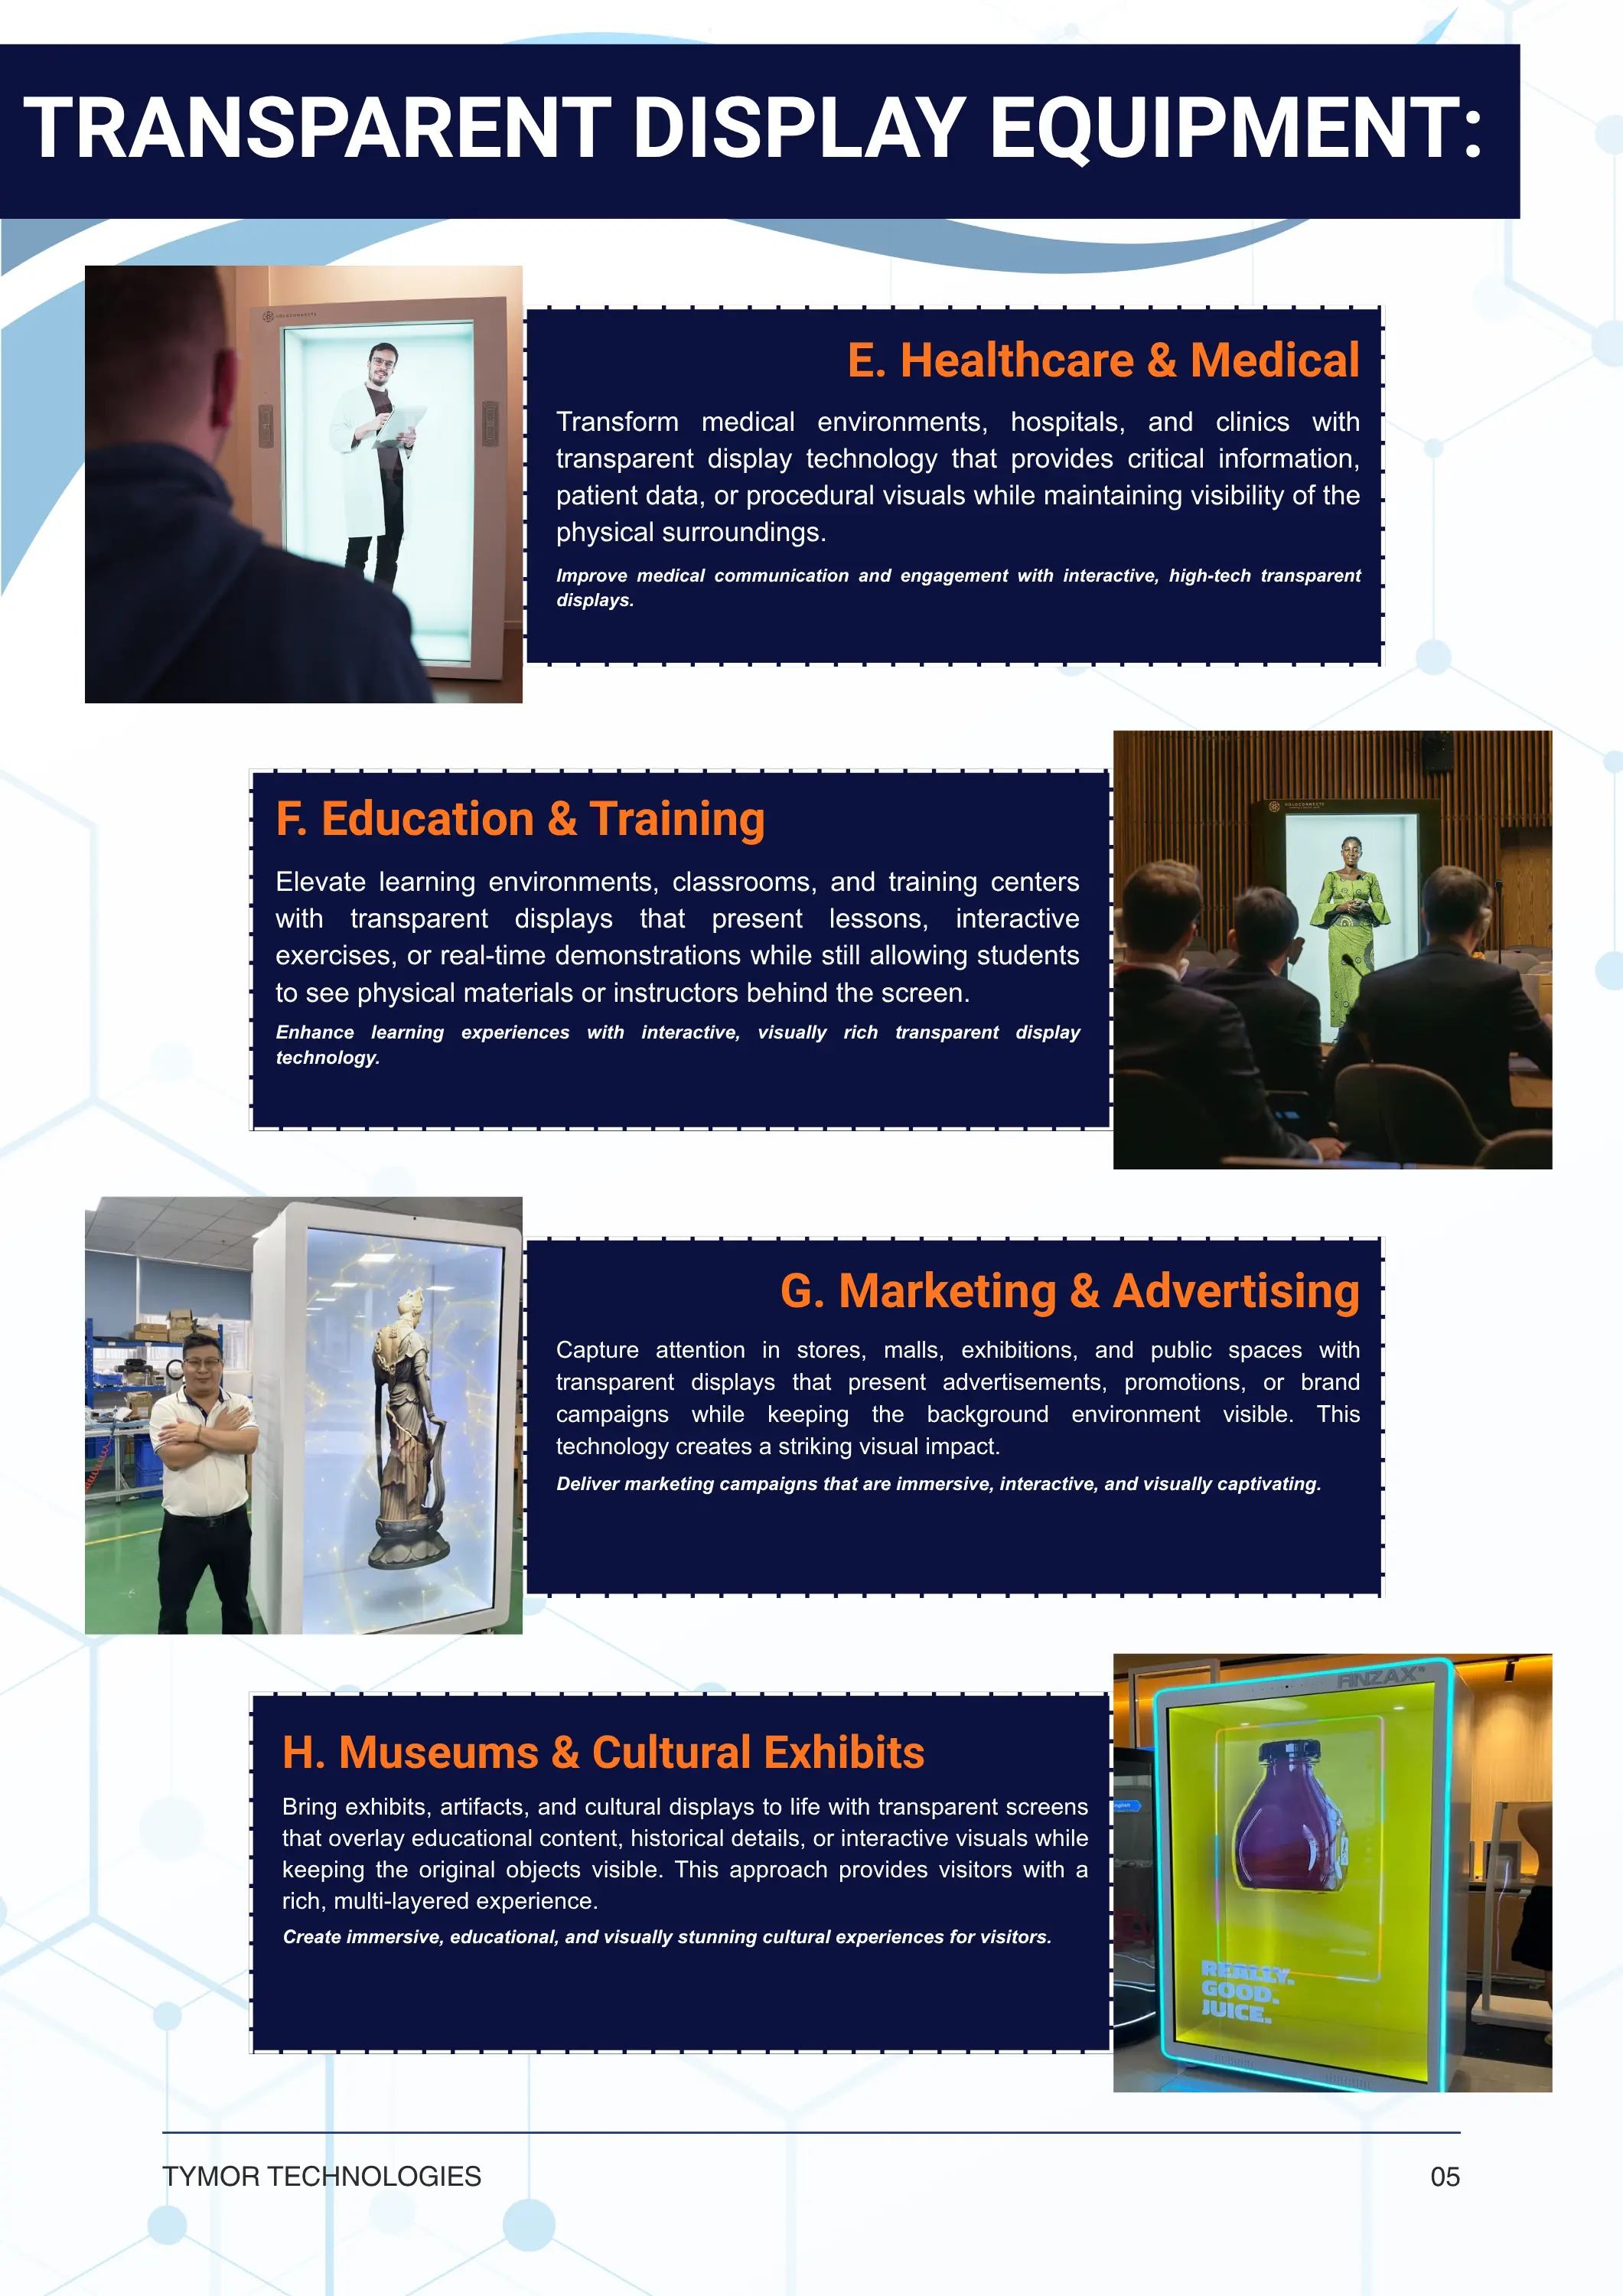 TRANSPARENT DISPLAY EQUIPMENT:
HOLOCONNECTS
E. Healthcare & Medical
Transform medical environments, hospitals, and clinics with
transparent display technology that provides critical information,
patient data, or procedural visuals while maintaining visibility of the
physical surroundings.
Improve medical communication and engagement with interactive, high-tech transparent
displays.
F. Education & Training
Elevate learning environments, classrooms, and training centers
with transparent displays that present lessons, interactive
exercises, or real-time demonstrations while still allowing students
to see physical materials or instructors behind the screen.
Enhance learning experiences with interactive, visually rich transparent display
technology.
HOLOCONNECTS
G. Marketing & Advertising
Capture attention in stores, malls, exhibitions, and public spaces with
transparent displays that present advertisements, promotions, or brand
campaigns while keeping the background environment visible. This
technology creates a striking visual impact.
Deliver marketing campaigns that are immersive, interactive, and visually captivating.
H. Museums & Cultural Exhibits
Bring exhibits, artifacts, and cultural displays to life with transparent screens
that overlay educational content, historical details, or interactive visuals while
keeping the original objects visible. This approach provides visitors with a
rich, multi-layered experience.
Create immersive, educational, and visually stunning cultural experiences for visitors.
FINZAX
REALLY.
GOOD.
JUICE.
TYMOR TECHNOLOGIES
05